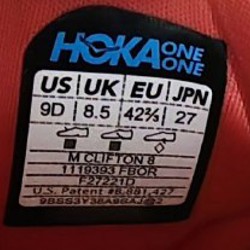 HOKA ONE ONE
US UK EU JPN
9D 8.5 42⅔ 27
M CLIFTON 8
1119393 FBOR
F27221D
U.S. Patent #8,881,427